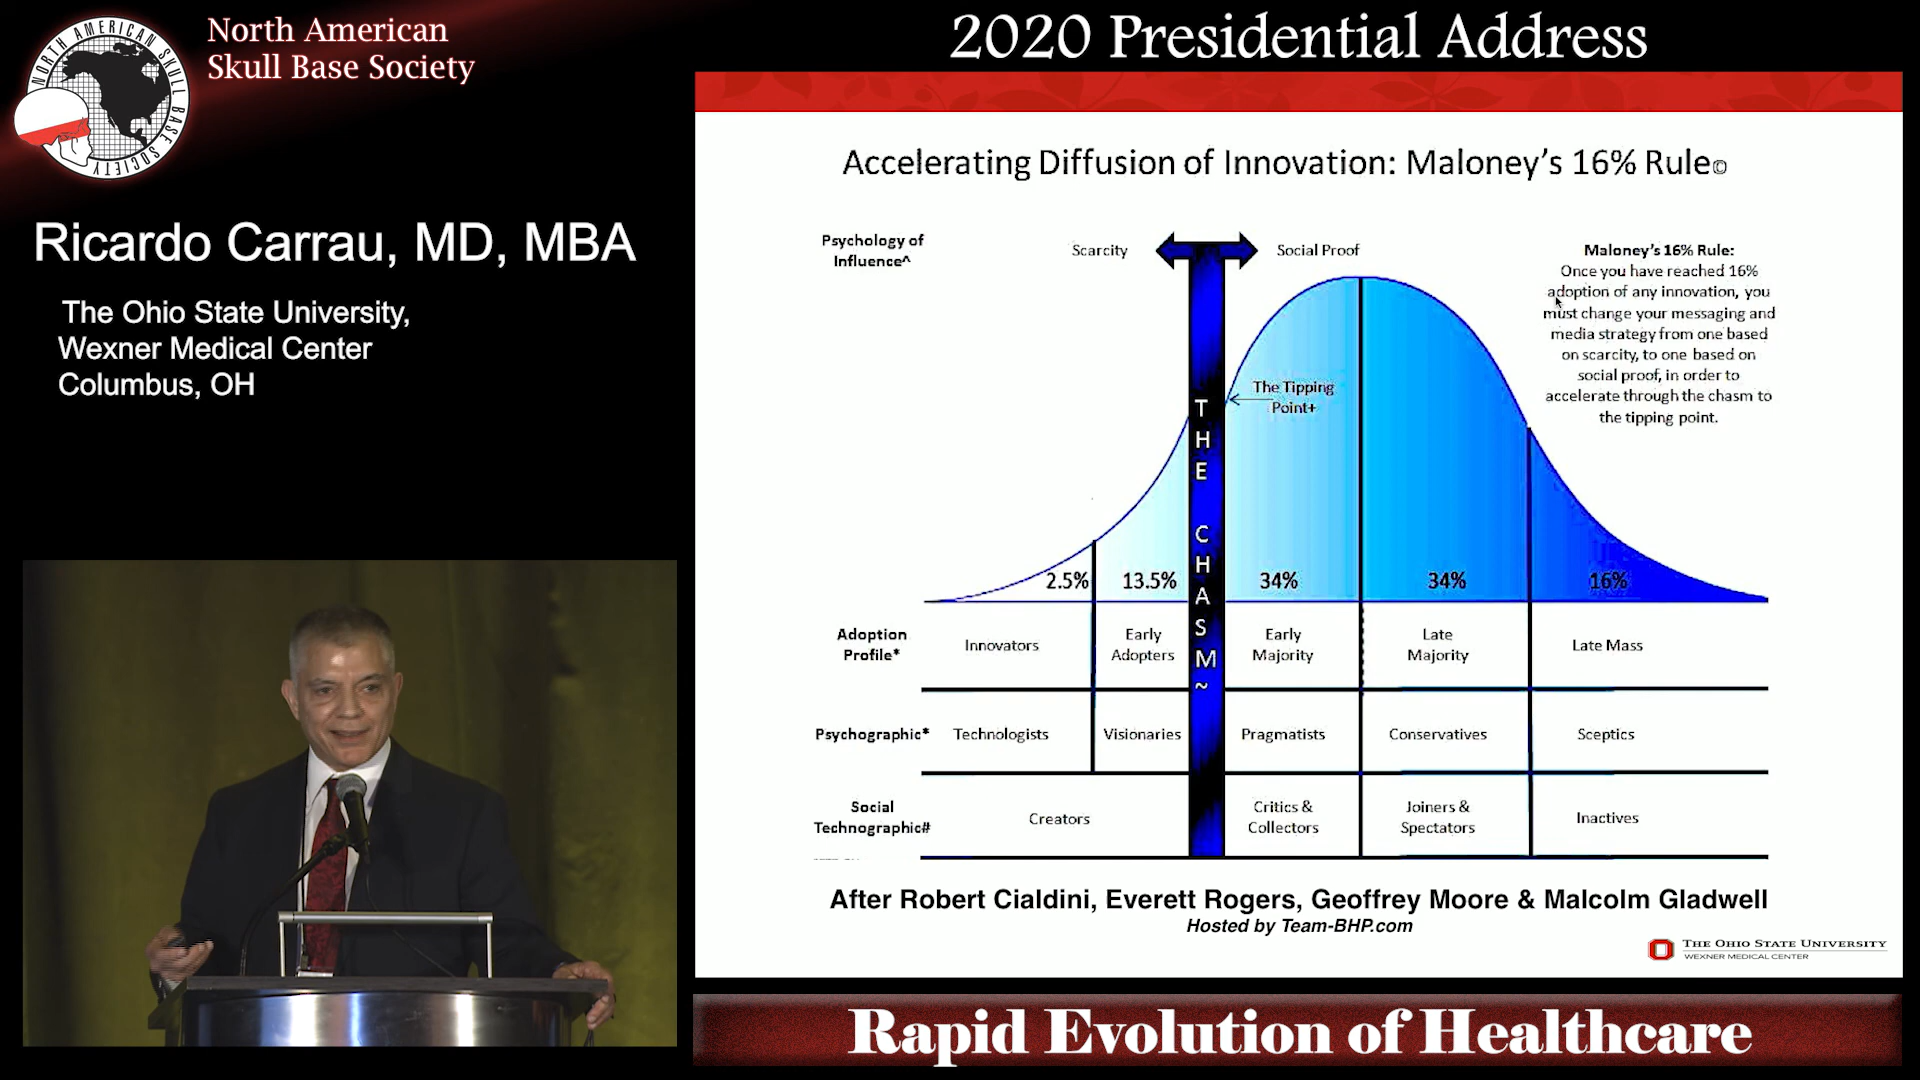 North American
Skull Base Society
NORTH AMERICAN SKULL BASE SOCIETY
2020 Presidential Address
Ricardo Carrau, MD, MBA
The Ohio State University,
Wexner Medical Center
Columbus, OH
Accelerating Diffusion of Innovation: Maloney's 16% Rule©
Psychology of
Influence^
Scarcity
Social Proof
Maloney's 16% Rule:
Once you have reached 16%
adoption of any innovation, you
must change your messaging and
media strategy from one based
on scarcity, to one based on
social proof, in order to
accelerate through the chasm to
the tipping point.
The Tipping
Point+
THE CHASM~
2.5%
13.5%
34%
34%
16%
Adoption
Profile*
Innovators
Early
Adopters
Early
Majority
Late
Majority
Late Mass
Psychographic*
Technologists
Visionaries
Pragmatists
Conservatives
Sceptics
Social
Technographic#
Creators
Critics &
Collectors
Joiners &
Spectators
Inactives
After Robert Cialdini, Everett Rogers, Geoffrey Moore & Malcolm Gladwell
Hosted by Team-BHP.com
THE OHIO STATE UNIVERSITY
WEXNER MEDICAL CENTER
Rapid Evolution of Healthcare